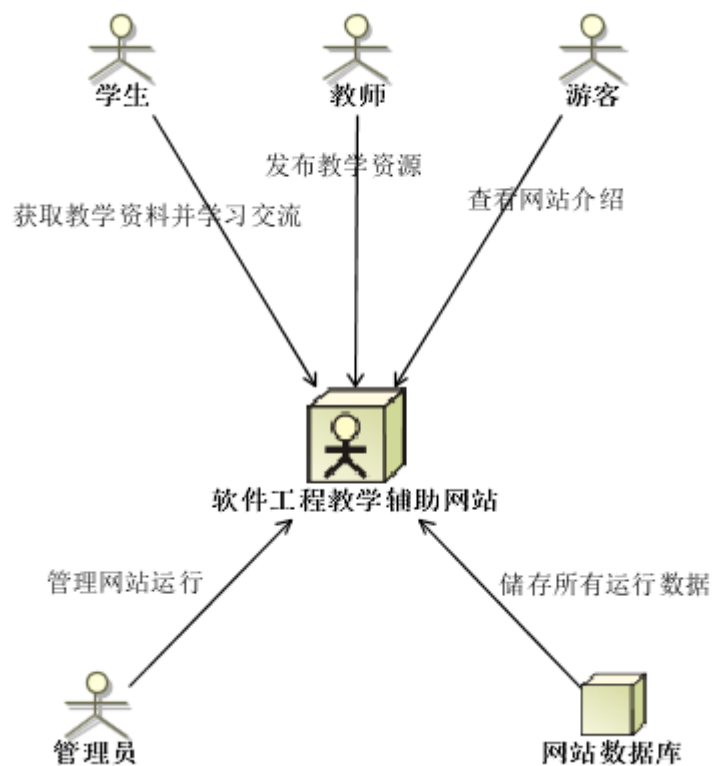 学生
教师
游客
发布教学资源
查看网站介绍
获取教学资料并学习交流
软件工程教学辅助网站
管理网站运行
储存所有运行数据
管理员
网站数据库